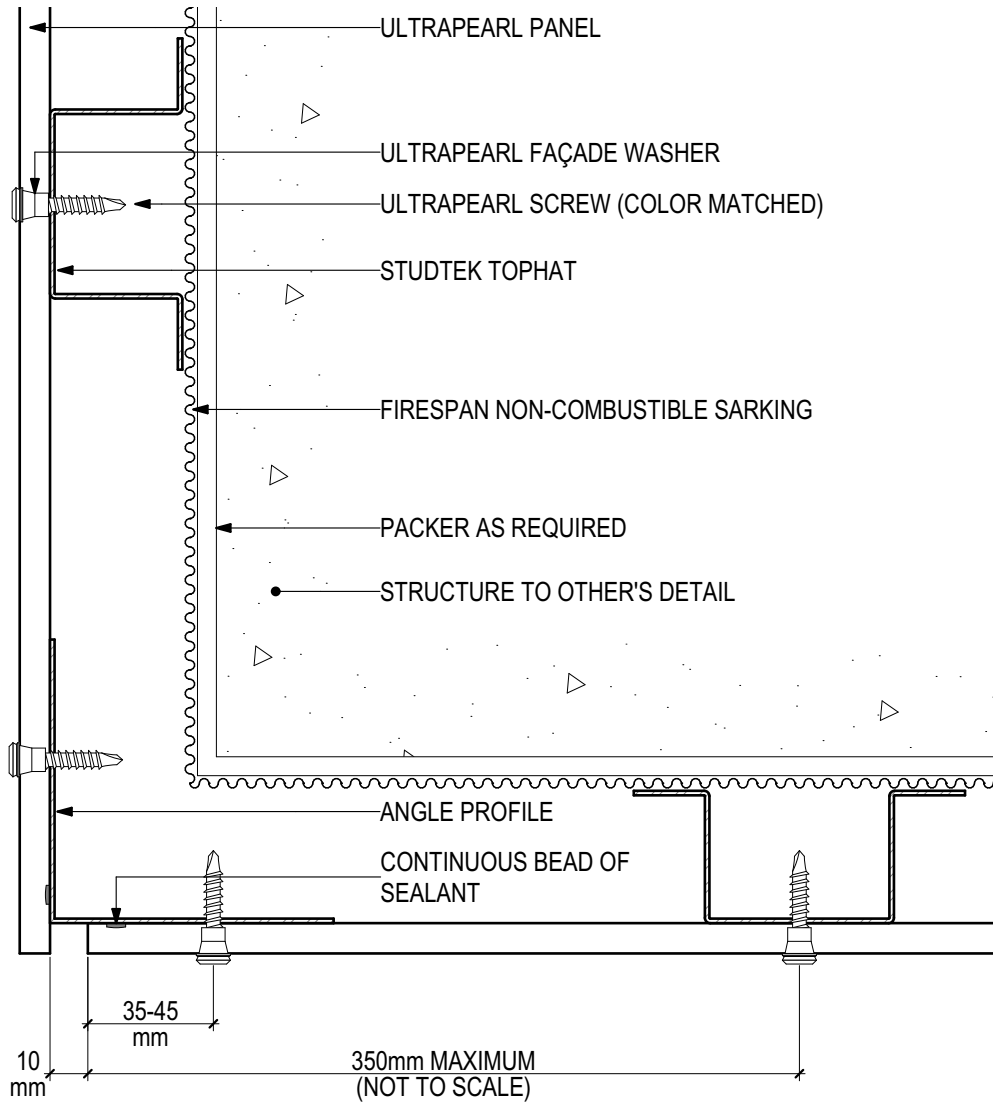 ULTRAPEARL PANEL
ULTRAPEARL FAÇADE WASHER
ULTRAPEARL SCREW (COLOR MATCHED)
STUDTEK TOPHAT
FIRESPAN NON-COMBUSTIBLE SARKING
PACKER AS REQUIRED
STRUCTURE TO OTHER'S DETAIL
ANGLE PROFILE
CONTINUOUS BEAD OF
SEALANT
35-45
mm
10
mm
350mm MAXIMUM
(NOT TO SCALE)